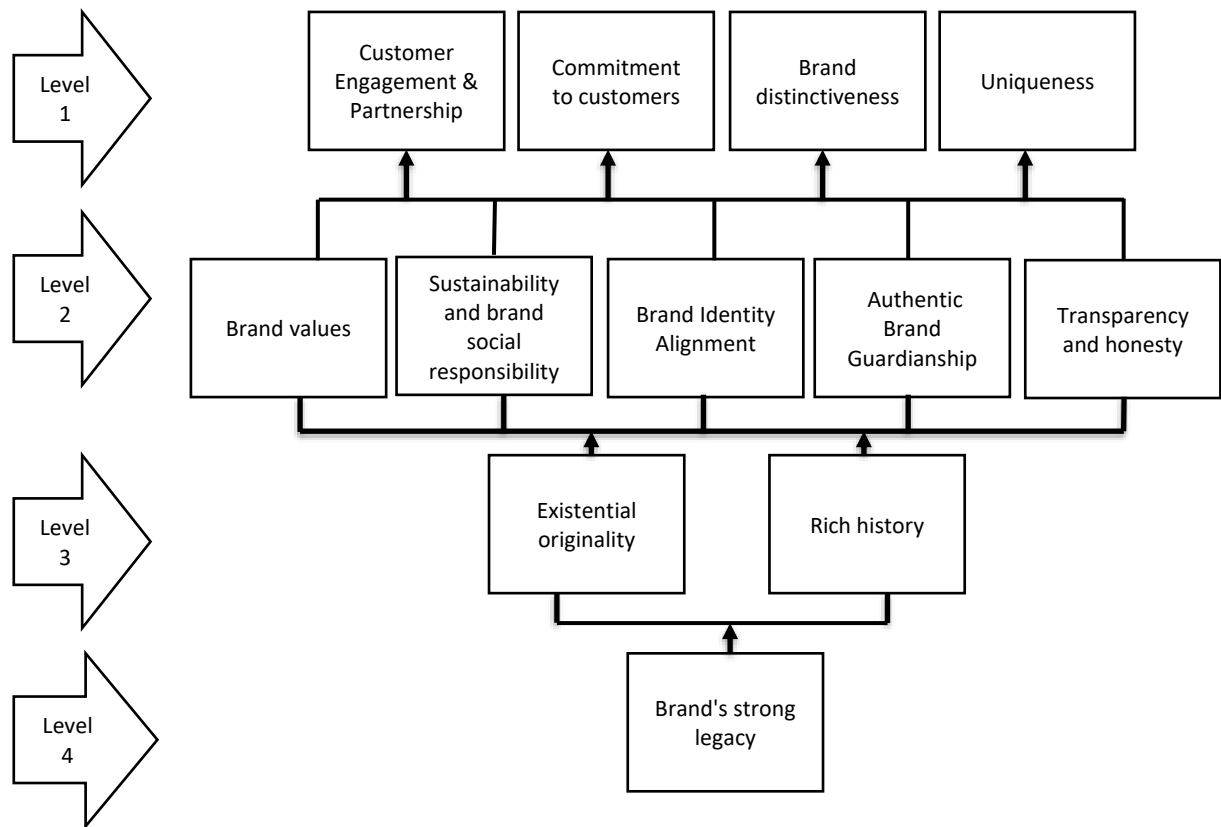 Level
1
Customer
Engagement &
Partnership
Commitment
to customers
Brand
distinctiveness
Uniqueness
Level
2
Brand values
Sustainability
and brand
social
responsibility
Brand Identity
Alignment
Authentic
Brand
Guardianship
Transparency
and honesty
Level
3
Existential
originality
Rich history
Level
4
Brand's strong
legacy